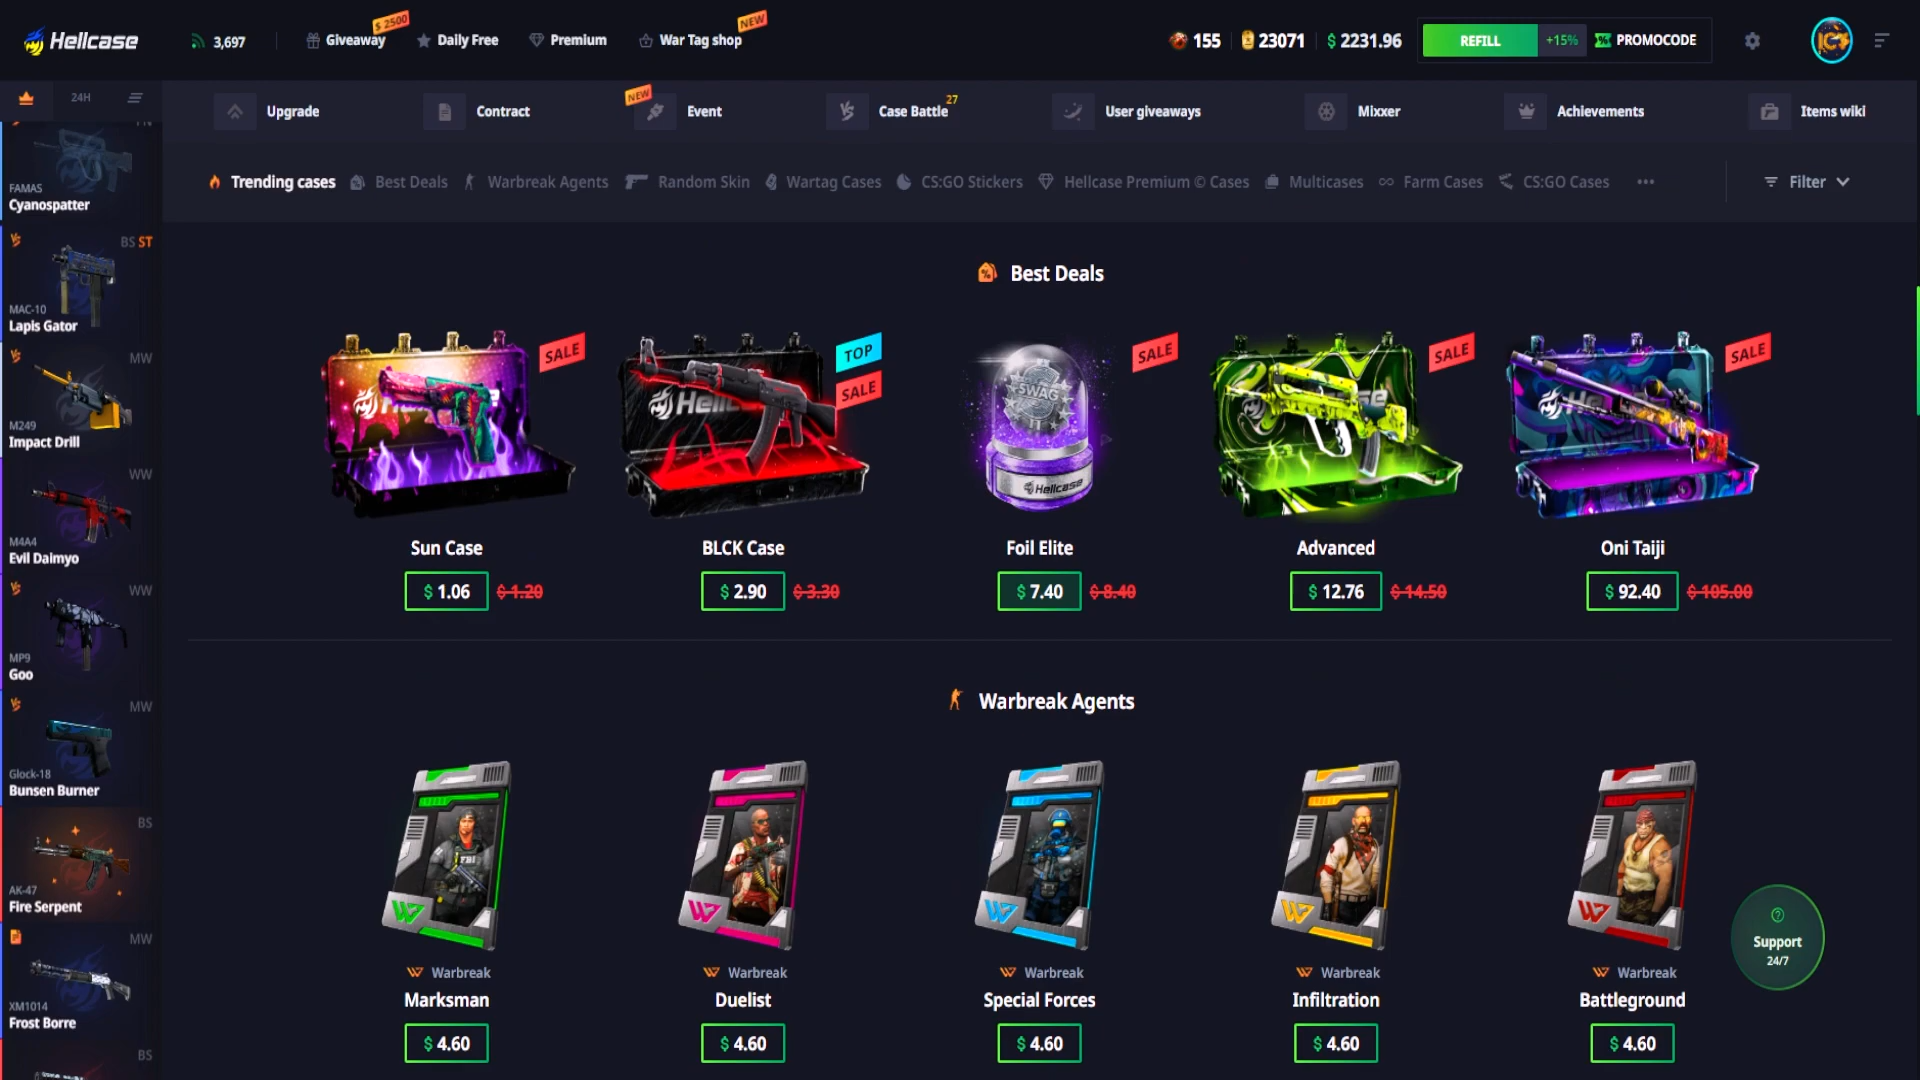 Hellcase
3,697
Giveaway
$ 2500
Daily Free
Premium
War Tag shop
NEW
155
23071
$ 2231.96
REFILL
+15%
PROMOCODE
24H
Upgrade
Contract
NEW
Event
Case Battle
27
User giveaways
Mixxer
Achievements
Items wiki
Trending cases
Best Deals
Warbreak Agents
Random Skin
Wartag Cases
CS:GO Stickers
Hellcase Premium © Cases
Multicases
Farm Cases
CS:GO Cases
Filter
FAMAS
Cyanospatter
BS ST
MAC-10
Lapis Gator
MW
M249
Impact Drill
WW
M4A4
Evil Daimyo
WW
MP9
Goo
MW
Glock-18
Bunsen Burner
BS
AK-47
Fire Serpent
MW
XM1014
Frost Borre
BS
Best Deals
SALE
Sun Case
$ 1.06
$ 1.20
TOP
SALE
BLCK Case
$ 2.90
$ 3.30
SALE
SWAG
Hellcase
Foil Elite
$ 7.40
$ 8.40
SALE
Advanced
$ 12.76
$ 14.50
SALE
Hellcase
Oni Taiji
$ 92.40
$ 105.00
Warbreak Agents
FBI
Warbreak
Marksman
$ 4.60
Warbreak
Duelist
$ 4.60
Warbreak
Special Forces
$ 4.60
Warbreak
Infiltration
$ 4.60
Warbreak
Battleground
$ 4.60
Support
24/7